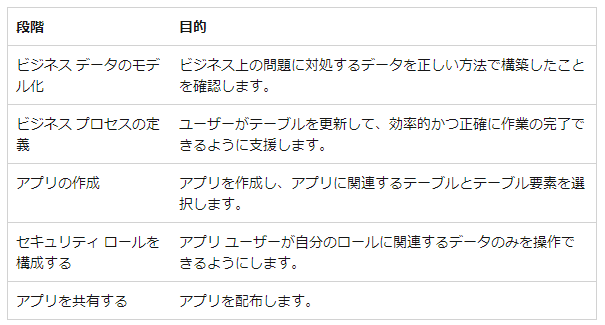 段階
目的
ビジネス データのモデ
ル化
ビジネス上の問題に対処するデータを正しい方法で構築したこと
を確認します。
ビジネス プロセスの定
義
ユーザーがテーブルを更新して、効率的かつ正確に作業の完了で
きるように支援します。
アプリの作成
アプリを作成し、アプリに関連するテーブルとテーブル要素を選
択します。
セキュリティ ロールを
構成する
アプリ ユーザーが自分のロールに関連するデータのみを操作で
きるようにします。
アプリを共有する
アプリを配布します。